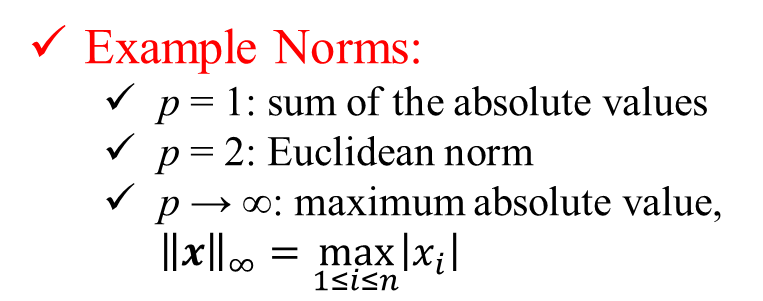 ✓ Example Norms:
✓ p = 1: sum of the absolute values
✓ p = 2: Euclidean norm
✓ p → ∞: maximum absolute value,
‖x‖∞ = max|xᵢ|
1≤i≤n